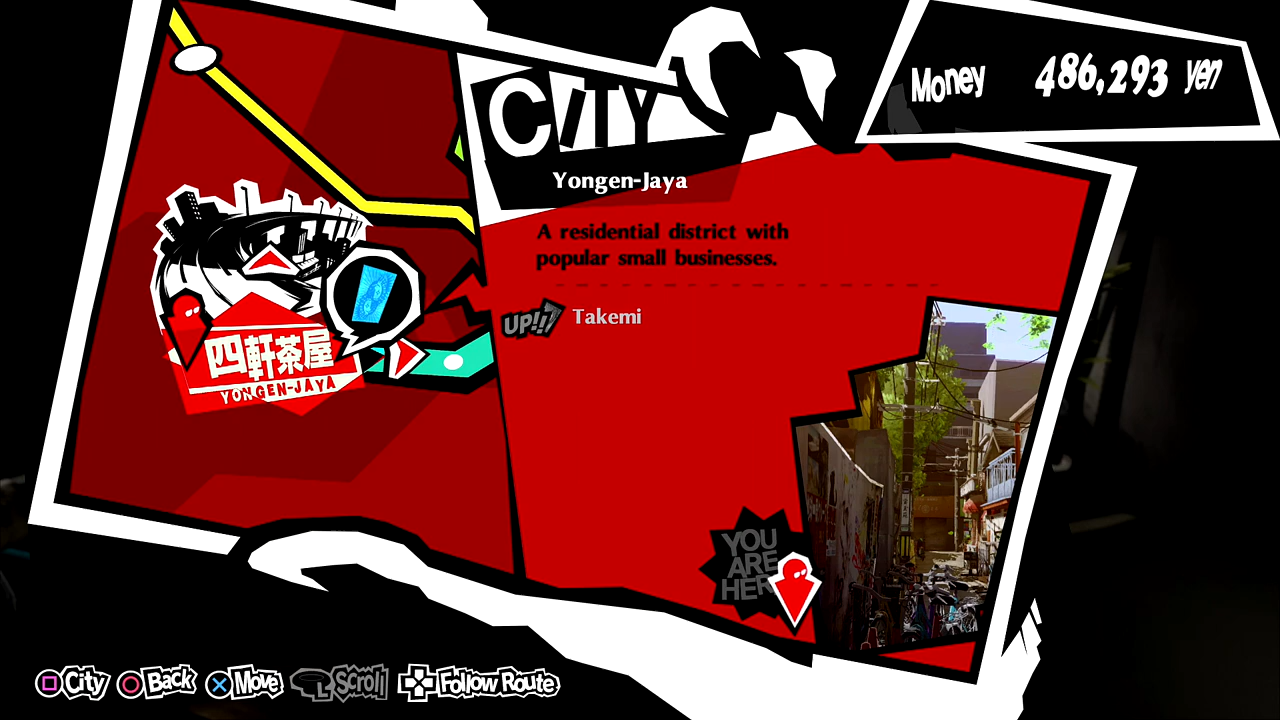 Money 486,293 yen
CITY
Yongen-Jaya
A residential district with
popular small businesses.
UP!!
Takemi
四軒茶屋
YONGEN-JAYA
YOU
ARE
HER
City
Back
Move
L Scroll
Follow Route